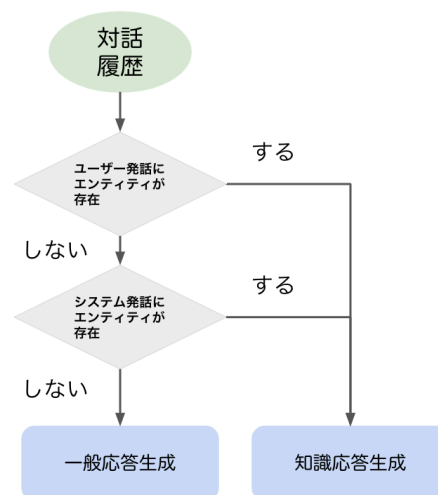 対話
履歴
する
ユーザー発話に
エンティティが
存在
しない
する
システム発話に
エンティティが
存在
しない
一般応答生成
知識応答生成